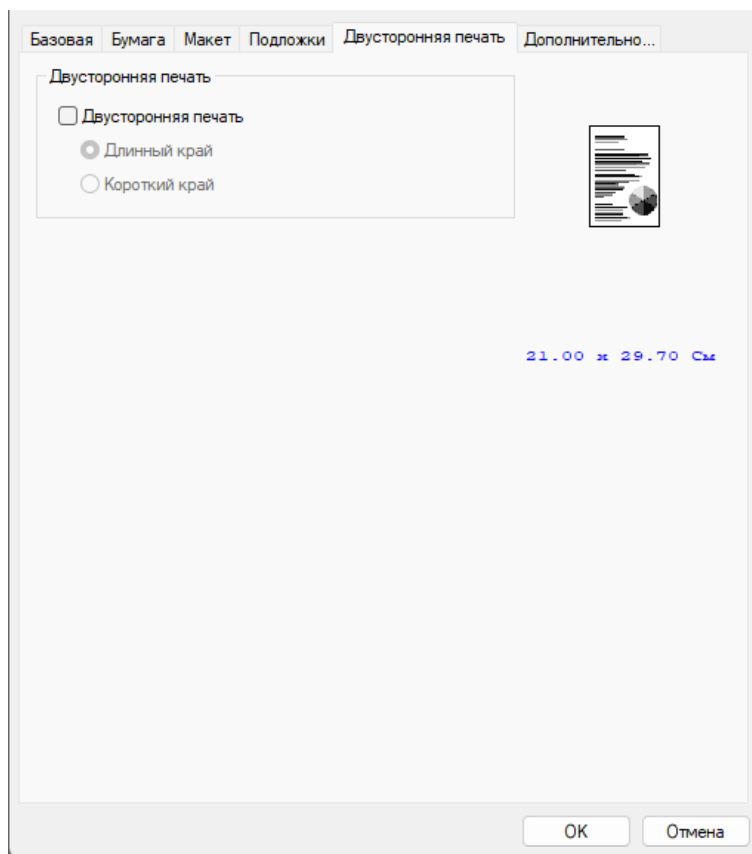 Базовая Бумага Макет Подложки Двусторонняя печать Дополнительно...
Двусторонняя печать
Двусторонняя печать
Длинный край
Короткий край
21.00 x 29.70 См
OK Отмена